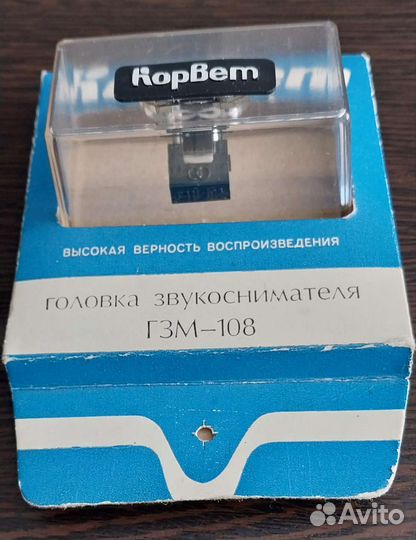 КорВет
ВЫСОКАЯ ВЕРНОСТЬ ВОСПРОИЗВЕДЕНИЯ
ГОЛОВКА ЗВУКОСНИМАТЕЛЯ
ГЗМ-108
Avito